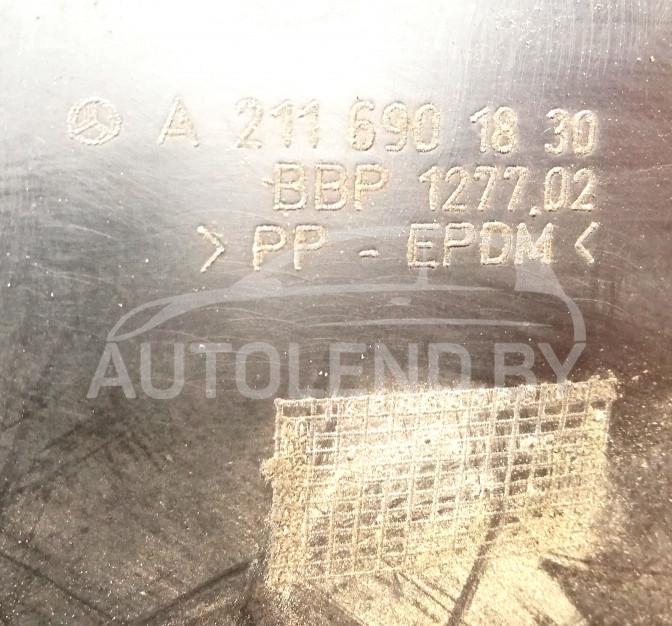 A 211 690 18 30
BBP 1277.02
>PP - EPDM<
AUTOLEND.BY